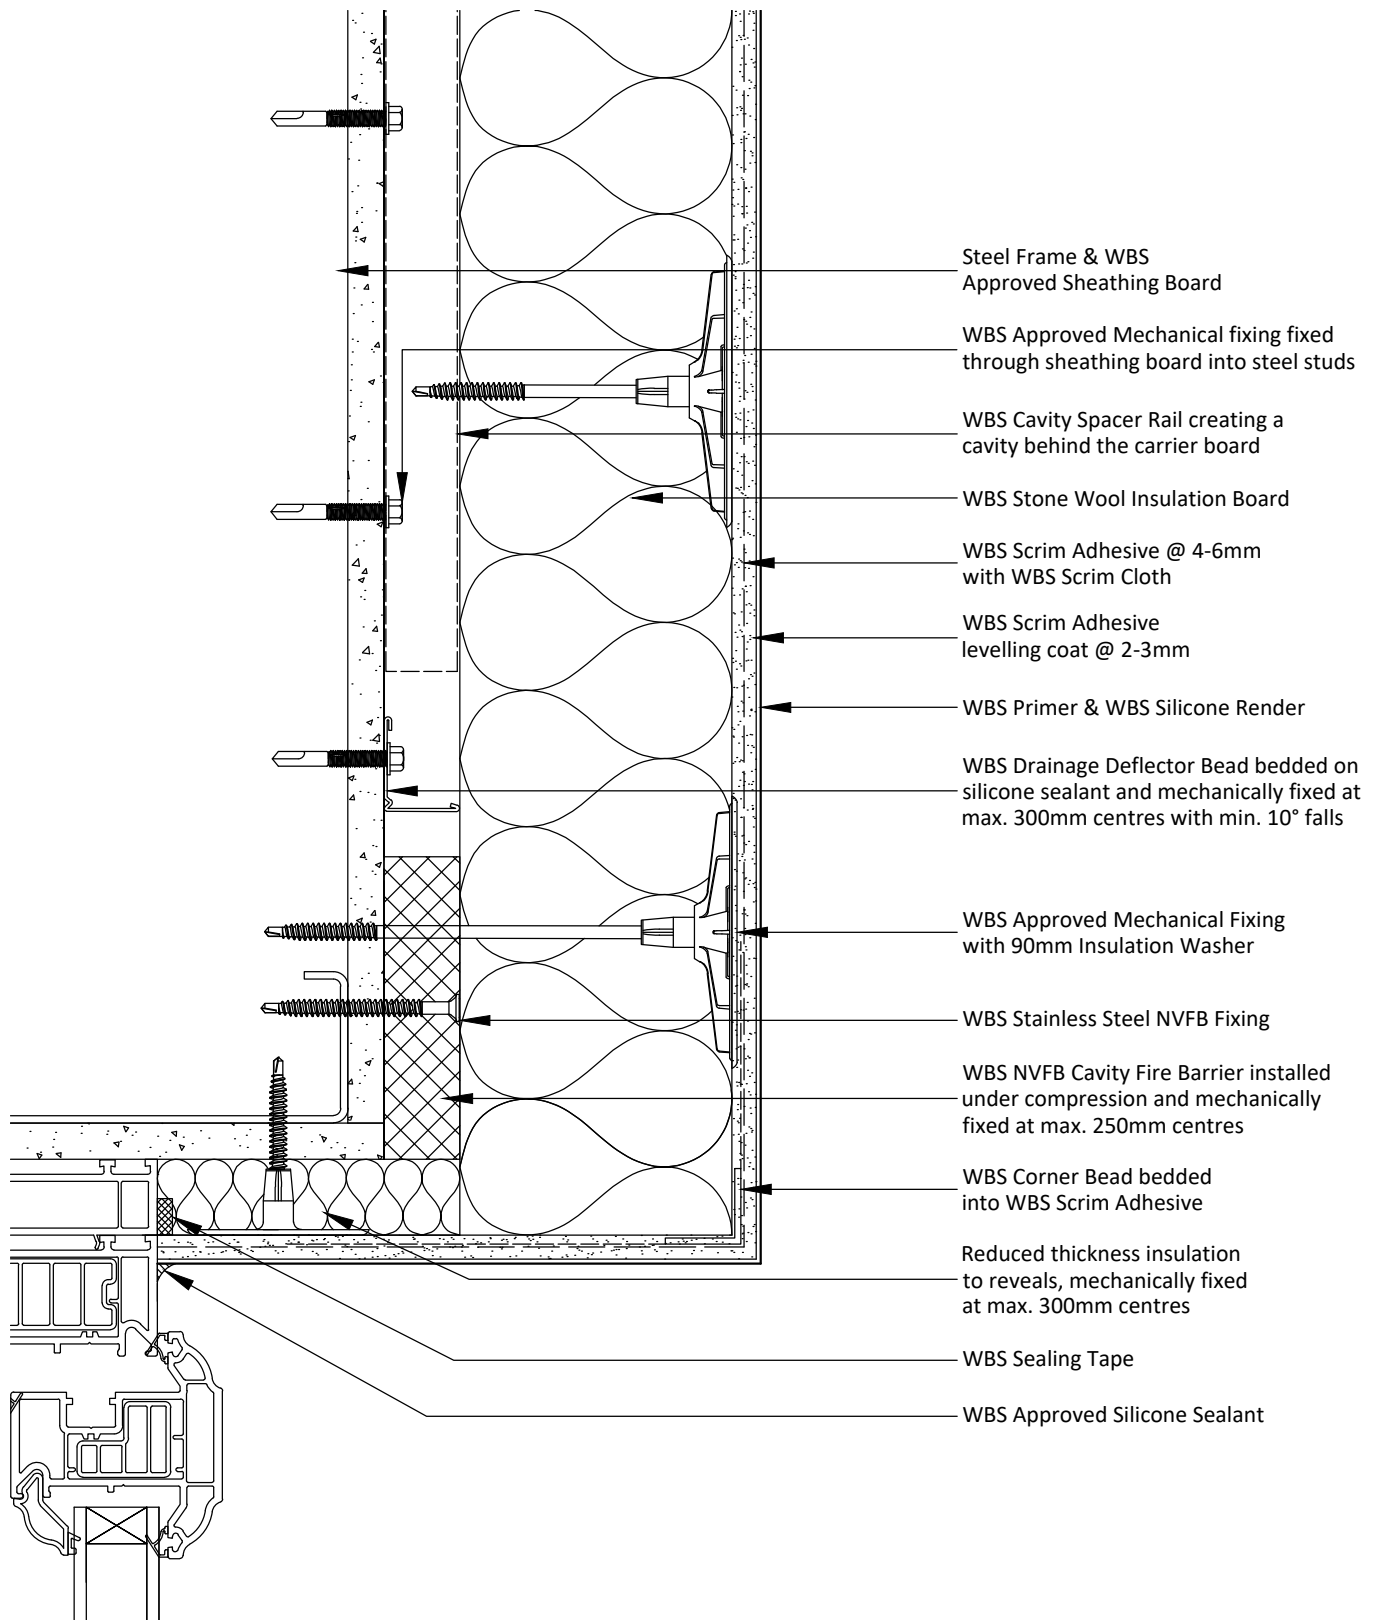 Steel Frame & WBS
Approved Sheathing Board
WBS Approved Mechanical fixing fixed
through sheathing board into steel studs
WBS Cavity Spacer Rail creating a
cavity behind the carrier board
WBS Stone Wool Insulation Board
WBS Scrim Adhesive @ 4-6mm
with WBS Scrim Cloth
WBS Scrim Adhesive
levelling coat @ 2-3mm
WBS Primer & WBS Silicone Render
WBS Drainage Deflector Bead bedded on
silicone sealant and mechanically fixed at
max. 300mm centres with min. 10° falls
WBS Approved Mechanical Fixing
with 90mm Insulation Washer
WBS Stainless Steel NVFB Fixing
WBS NVFB Cavity Fire Barrier installed
under compression and mechanically
fixed at max. 250mm centres
WBS Corner Bead bedded
into WBS Scrim Adhesive
Reduced thickness insulation
to reveals, mechanically fixed
at max. 300mm centres
WBS Sealing Tape
WBS Approved Silicone Sealant